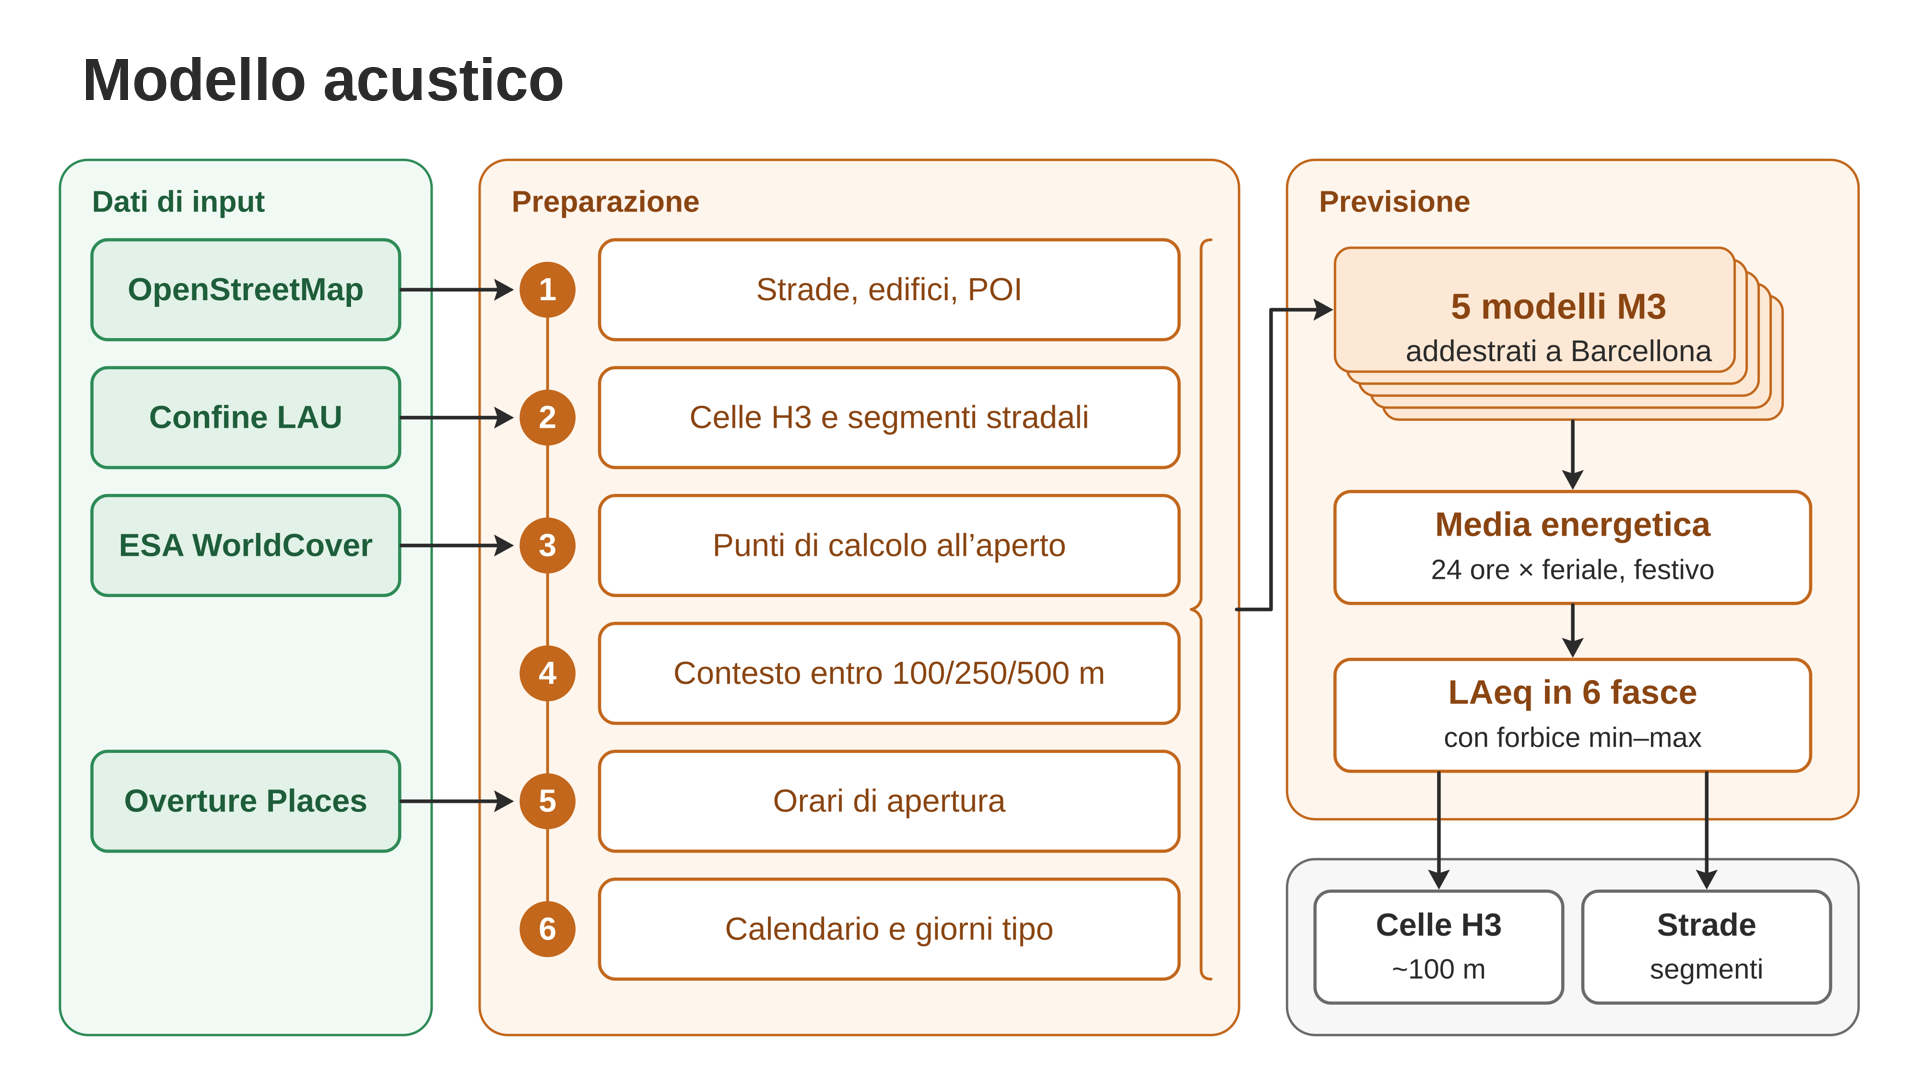 Modello acustico
Dati di input
OpenStreetMap
Confine LAU
ESA WorldCover
Overture Places
Preparazione
1
Strade, edifici, POI
2
Celle H3 e segmenti stradali
3
Punti di calcolo all’aperto
4
Contesto entro 100/250/500 m
5
Orari di apertura
6
Calendario e giorni tipo
Previsione
5 modelli M3
addestrati a Barcellona
Media energetica
24 ore × feriale, festivo
LAeq in 6 fasce
con forbice min–max
Celle H3
~100 m
Strade
segmenti